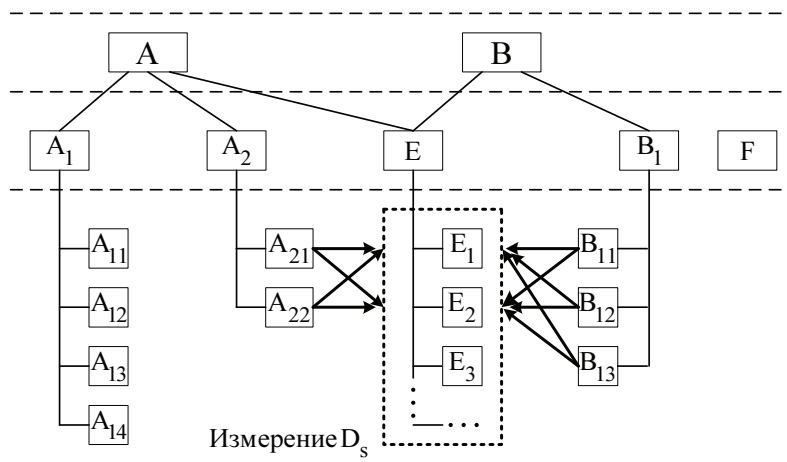 A B
A₁ A₂ E B₁ F
A₁₁ A₂₁ E₁ B₁₁
A₁₂ A₂₂ E₂ B₁₂
A₁₃ E₃ B₁₃
A₁₄
Измерение Dₛ